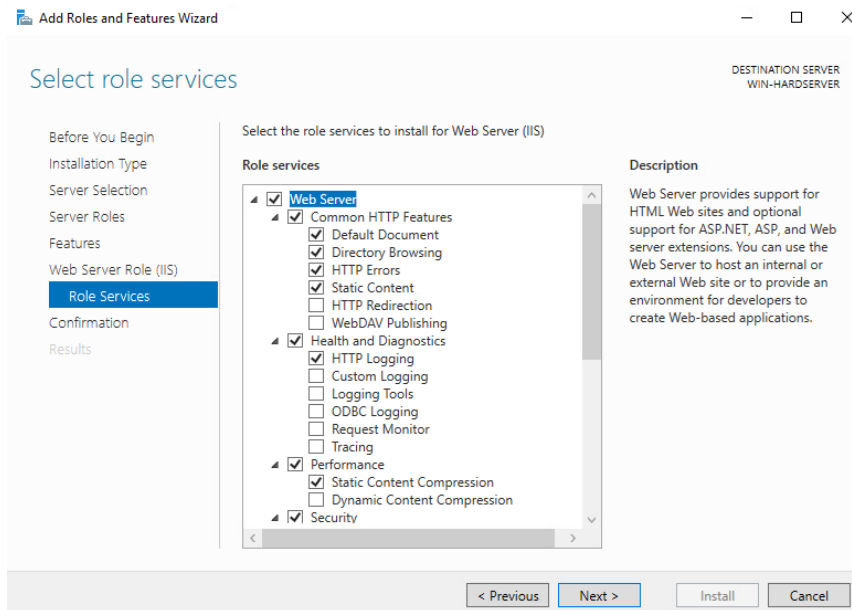 Add Roles and Features Wizard
Select role services
DESTINATION SERVER
WIN-HARDSERVER
Before You Begin
Installation Type
Server Selection
Server Roles
Features
Web Server Role (IIS)
Role Services
Confirmation
Results
Select the role services to install for Web Server (IIS)
Role services
Web Server
Common HTTP Features
Default Document
Directory Browsing
HTTP Errors
Static Content
HTTP Redirection
WebDAV Publishing
Health and Diagnostics
HTTP Logging
Custom Logging
Logging Tools
ODBC Logging
Request Monitor
Tracing
Performance
Static Content Compression
Dynamic Content Compression
Security
Description
Web Server provides support for
HTML Web sites and optional
support for ASP.NET, ASP, and Web
server extensions. You can use the
Web Server to host an internal or
external Web site or to provide an
environment for developers to
create Web-based applications.
< Previous
Next >
Install
Cancel